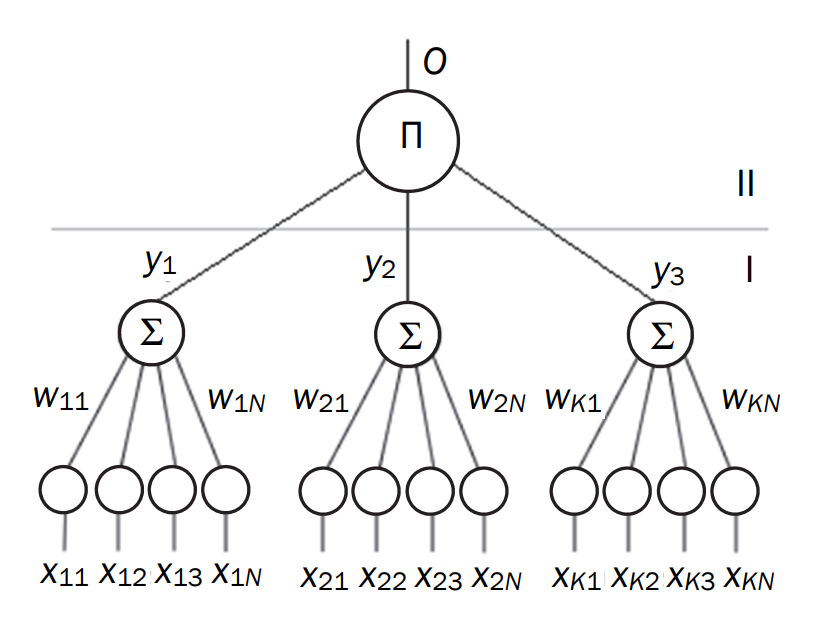 O
Π
II
y1 y2 y3 I
Σ Σ Σ
w11 w1N w21 w2N wK1 wKN
x11 x12 x13 x1N x21 x22 x23 x2N xK1 xK2 xK3 xKN